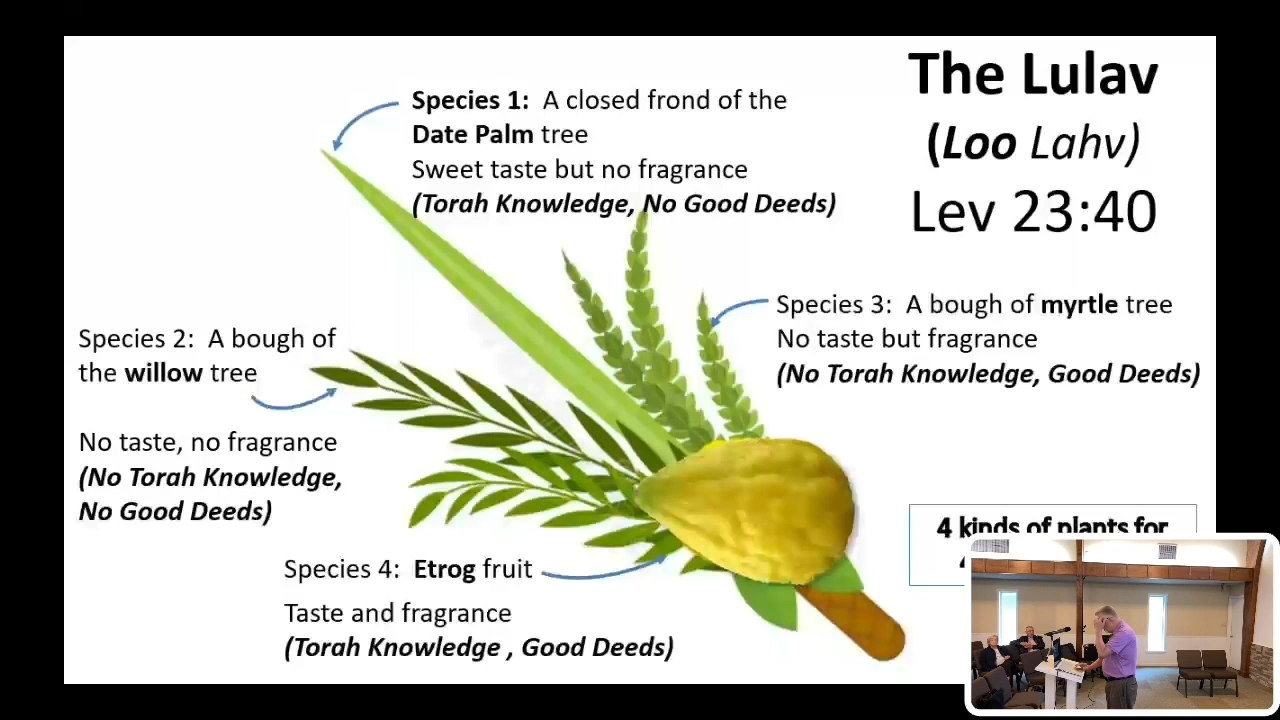 The Lulav
(Loo Lahv)
Lev 23:40
Species 1: A closed frond of the
Date Palm tree
Sweet taste but no fragrance
(Torah Knowledge, No Good Deeds)
Species 3: A bough of myrtle tree
No taste but fragrance
(No Torah Knowledge, Good Deeds)
Species 2: A bough of
the willow tree
No taste, no fragrance
(No Torah Knowledge,
No Good Deeds)
Species 4: Etrog fruit
Taste and fragrance
(Torah Knowledge , Good Deeds)
4 kinds of plants for